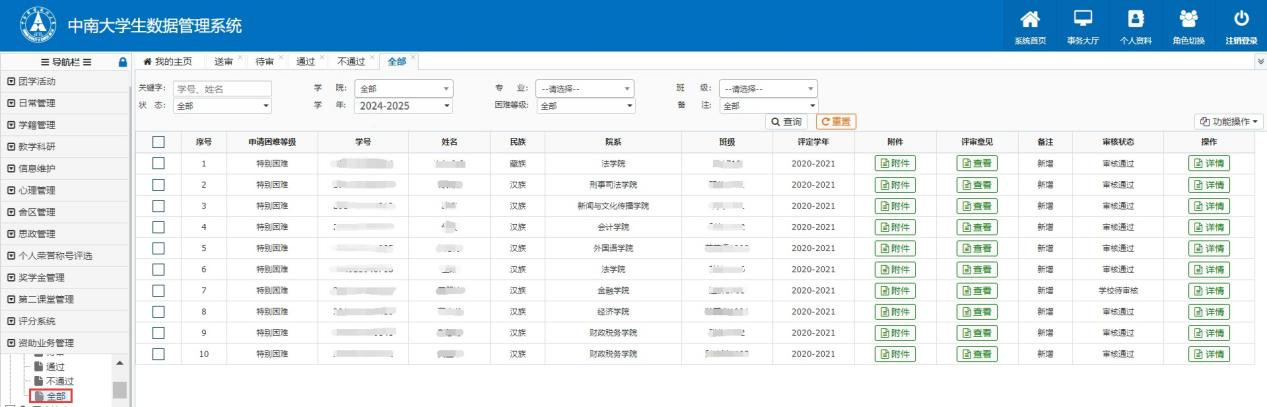 中南大学生数据管理系统
系统首页 事务大厅 个人资料 角色切换 注销登录
☰ 导航栏 ☰
我的主页 送审 待审 通过 不通过 全部
团学活动
日常管理
学籍管理
教学科研
信息维护
心理管理
舍区管理
思政管理
个人荣誉称号评选
奖学金管理
第二课堂管理
评分系统
资助业务管理
通过
不通过
全部
关键字: 学号、姓名 学 院: 全部 专 业: --请选择-- 班 级: --请选择--
状 态: 全部 学 年: 2024-2025 困难等级: 全部 备 注: 全部
查询 重置 功能操作
序号 申请困难等级 学号 姓名 民族 院系 班级 评定学年 附件 评审意见 备注 审核状态 操作
1 特别困难 藏族 法学院 2020-2021 附件 查看 新增 审核通过 详情
2 特别困难 汉族 刑事司法学院 2020-2021 附件 查看 新增 审核通过 详情
3 特别困难 汉族 新闻与文化传播学院 2020-2021 附件 查看 新增 审核通过 详情
4 特别困难 汉族 会计学院 2020-2021 附件 查看 新增 审核通过 详情
5 特别困难 汉族 外国语学院 2020-2021 附件 查看 新增 审核通过 详情
6 特别困难 汉族 法学院 2020-2021 附件 查看 新增 审核通过 详情
7 特别困难 汉族 金融学院 2020-2021 附件 查看 新增 学校待审核 详情
8 特别困难 汉族 经济学院 2020-2021 附件 查看 新增 审核通过 详情
9 特别困难 汉族 财政税务学院 2020-2021 附件 查看 新增 审核通过 详情
10 特别困难 汉族 财政税务学院 2020-2021 附件 查看 新增 审核通过 详情